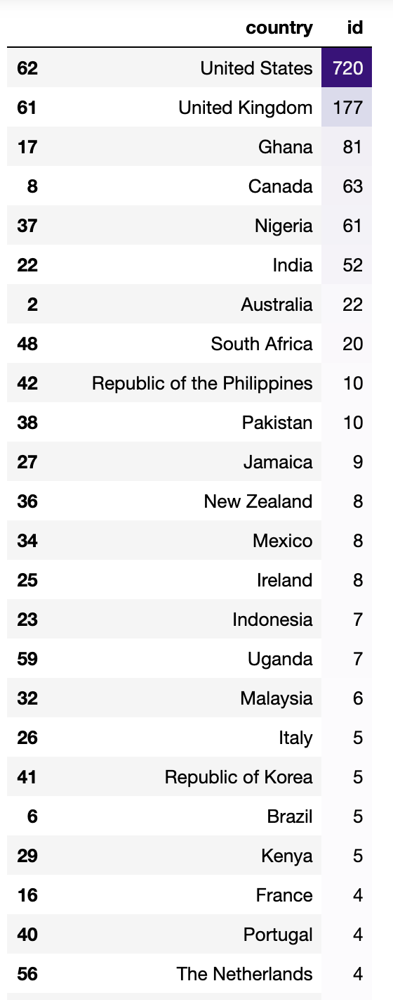 country id
62 United States 720
61 United Kingdom 177
17 Ghana 81
8 Canada 63
37 Nigeria 61
22 India 52
2 Australia 22
48 South Africa 20
42 Republic of the Philippines 10
38 Pakistan 10
27 Jamaica 9
36 New Zealand 8
34 Mexico 8
25 Ireland 8
23 Indonesia 7
59 Uganda 7
32 Malaysia 6
26 Italy 5
41 Republic of Korea 5
6 Brazil 5
29 Kenya 5
16 France 4
40 Portugal 4
56 The Netherlands 4